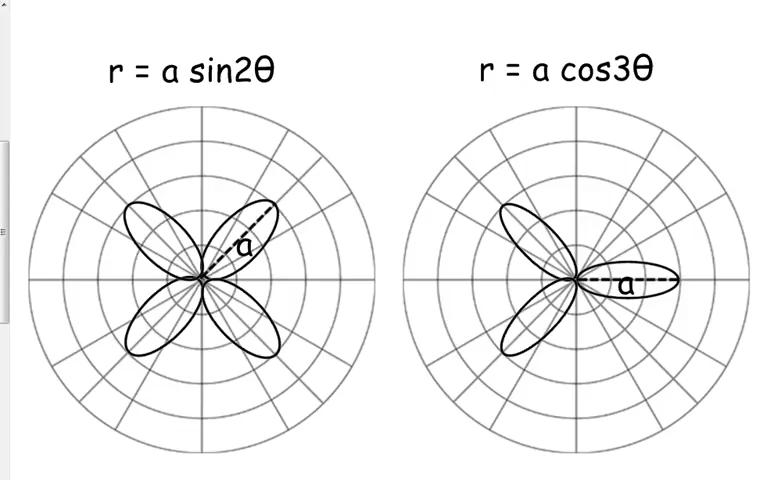 r = a sin2θ
r = a cos3θ
a
a